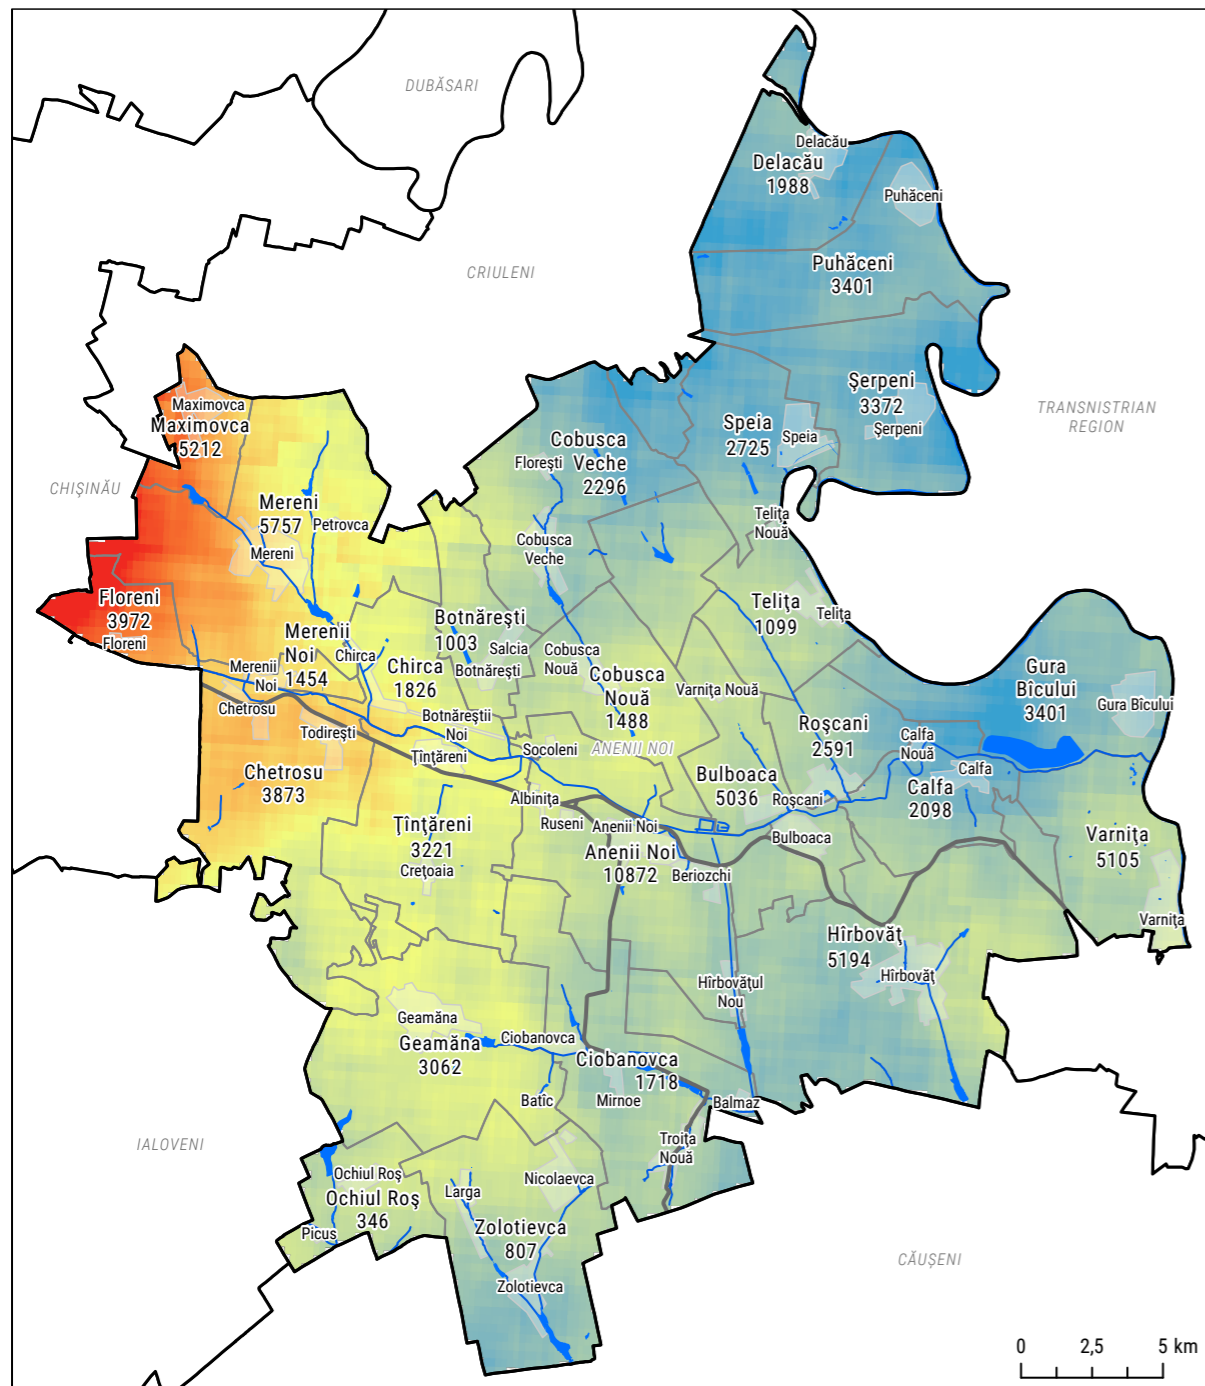 DUBĂSARI
Delacău
Delacău
1988
Puhăceni
CRIULENI
Puhăceni
3401
Şerpeni
3372
Şerpeni
TRANSNISTRIAN
REGION
Maximovca
Maximovca
5212
Speia
2725
Speia
Cobusca
Veche
2296
Floreşti
CHIŞINĂU
Mereni
5757
Petrovca
Mereni
Teliţa
Nouă
Cobusca
Veche
Floreni
3972
Floreni
Teliţa
1099
Teliţa
Botnăreşti
1003
Salcia
Botnăreşti
Merenii
Noi
1454
Chirca
Chirca
1826
Merenii
Noi
Cobusca
Nouă
Cobusca
Nouă
1488
Varniţa Nouă
Gura
Bîcului
3401
Gura Bîcului
Chetrosu
Todireşti
Botnăreştii
Noi
Ţînţăreni
Socoleni
ANENII NOI
Roşcani
2591
Calfa
Nouă
Calfa
Calfa
2098
Chetrosu
3873
Bulboaca
5036
Roşcani
Albiniţa
Ruseni
Anenii Noi
Bulboaca
Ţînţăreni
3221
Creţoaia
Anenii Noi
10872
Beriozchi
Varniţa
5105
Varniţa
Hîrbovăţ
5194
Hîrbovăţ
Hîrbovăţul
Nou
Geamăna
Geamăna
3062
Ciobanovca
Ciobanovca
1718
Batîc
Mirnoe
Balmaz
IALOVENI
Troiţa
Nouă
Ochiul Roş
Ochiul Roş
346
Picus
Larga
Nicolaevca
Zolotievca
807
Zolotievca
CĂUŞENI
0 2,5 5 km